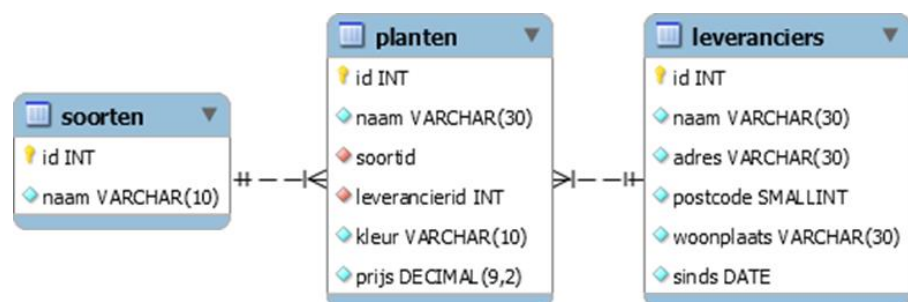 soorten
id INT
naam VARCHAR(10)
planten
id INT
naam VARCHAR(30)
soortid
leverancierid INT
kleur VARCHAR(10)
prijs DECIMAL(9,2)
leveranciers
id INT
naam VARCHAR(30)
adres VARCHAR(30)
postcode SMALLINT
woonplaats VARCHAR(30)
sinds DATE